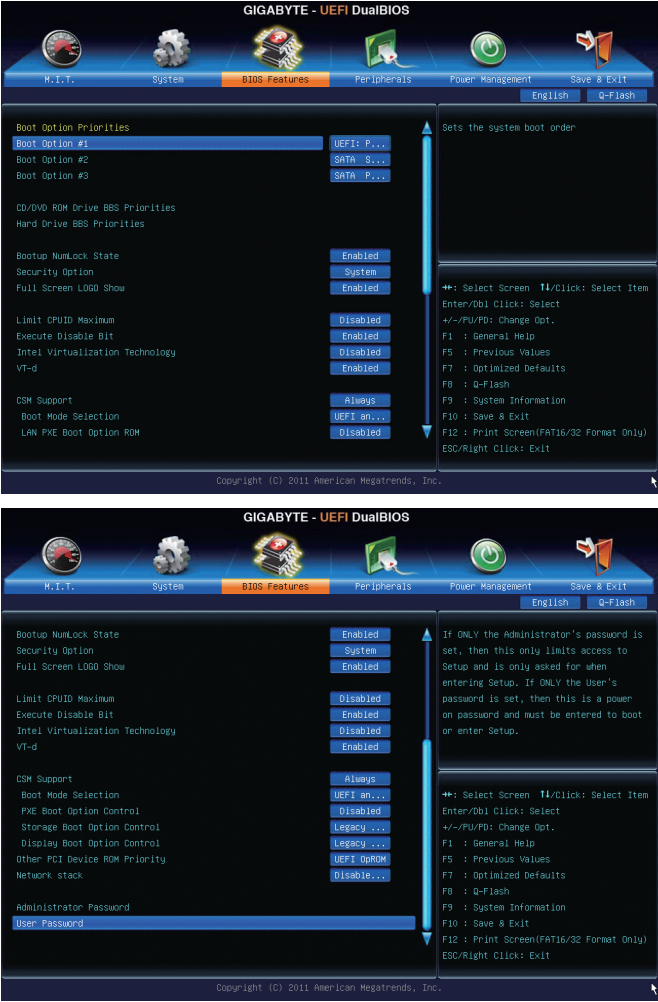 GIGABYTE - UEFI DualBIOS
M.I.T. System BIOS Features Peripherals Power Management Save & Exit
English Q-Flash
Boot Option Priorities
Boot Option #1 UEFI: P...
Boot Option #2 SATA S...
Boot Option #3 SATA P...
CD/DVD ROM Drive BBS Priorities
Hard Drive BBS Priorities
Bootup NumLock State Enabled
Security Option System
Full Screen LOGO Show Enabled
Limit CPUID Maximum Disabled
Execute Disable Bit Enabled
Intel Virtualization Technology Disabled
VT-d Enabled
CSM Support Always
Boot Mode Selection UEFI an...
LAN PXE Boot Option ROM Disabled
Sets the system boot order
→←: Select Screen ↑↓/Click: Select Item
Enter/Dbl Click: Select
+/-/PU/PD: Change Opt.
F1 : General Help
F5 : Previous Values
F7 : Optimized Defaults
F8 : Q-Flash
F9 : System Information
F10 : Save & Exit
F12 : Print Screen(FAT16/32 Format Only)
ESC/Right Click: Exit
Copyright (C) 2011 American Megatrends, Inc.
GIGABYTE - UEFI DualBIOS
M.I.T. System BIOS Features Peripherals Power Management Save & Exit
English Q-Flash
Bootup NumLock State Enabled
Security Option System
Full Screen LOGO Show Enabled
Limit CPUID Maximum Disabled
Execute Disable Bit Enabled
Intel Virtualization Technology Disabled
VT-d Enabled
CSM Support Always
Boot Mode Selection UEFI an...
PXE Boot Option Control Disabled
Storage Boot Option Control Legacy ...
Display Boot Option Control Legacy ...
Other PCI Device ROM Priority UEFI OpROM
Network stack Disable...
Administrator Password
User Password
If ONLY the Administrator's password is
set, then this only limits access to
Setup and is only asked for when
entering Setup. If ONLY the User's
password is set, then this is a power
on password and must be entered to boot
or enter Setup.
→←: Select Screen ↑↓/Click: Select Item
Enter/Dbl Click: Select
+/-/PU/PD: Change Opt.
F1 : General Help
F5 : Previous Values
F7 : Optimized Defaults
F8 : Q-Flash
F9 : System Information
F10 : Save & Exit
F12 : Print Screen(FAT16/32 Format Only)
ESC/Right Click: Exit
Copyright (C) 2011 American Megatrends, Inc.